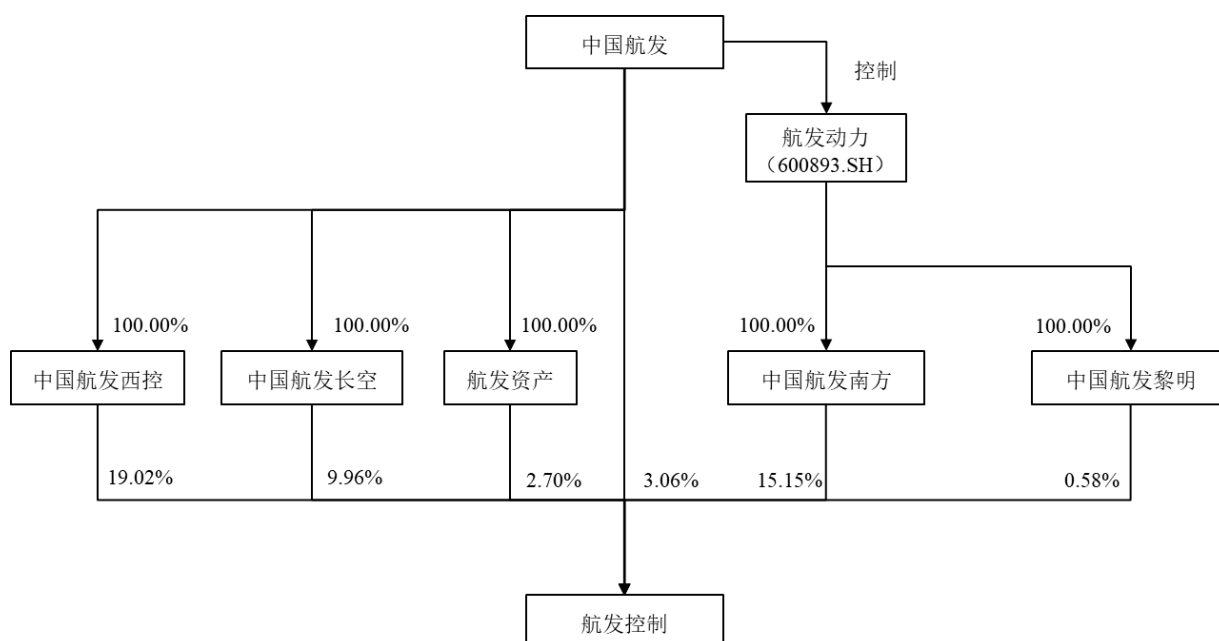 中国航发
控制
航发动力
（600893.SH）
100.00%
100.00%
100.00%
100.00%
100.00%
中国航发西控
中国航发长空
航发资产
中国航发南方
中国航发黎明
19.02%
9.96%
2.70%
3.06%
15.15%
0.58%
航发控制